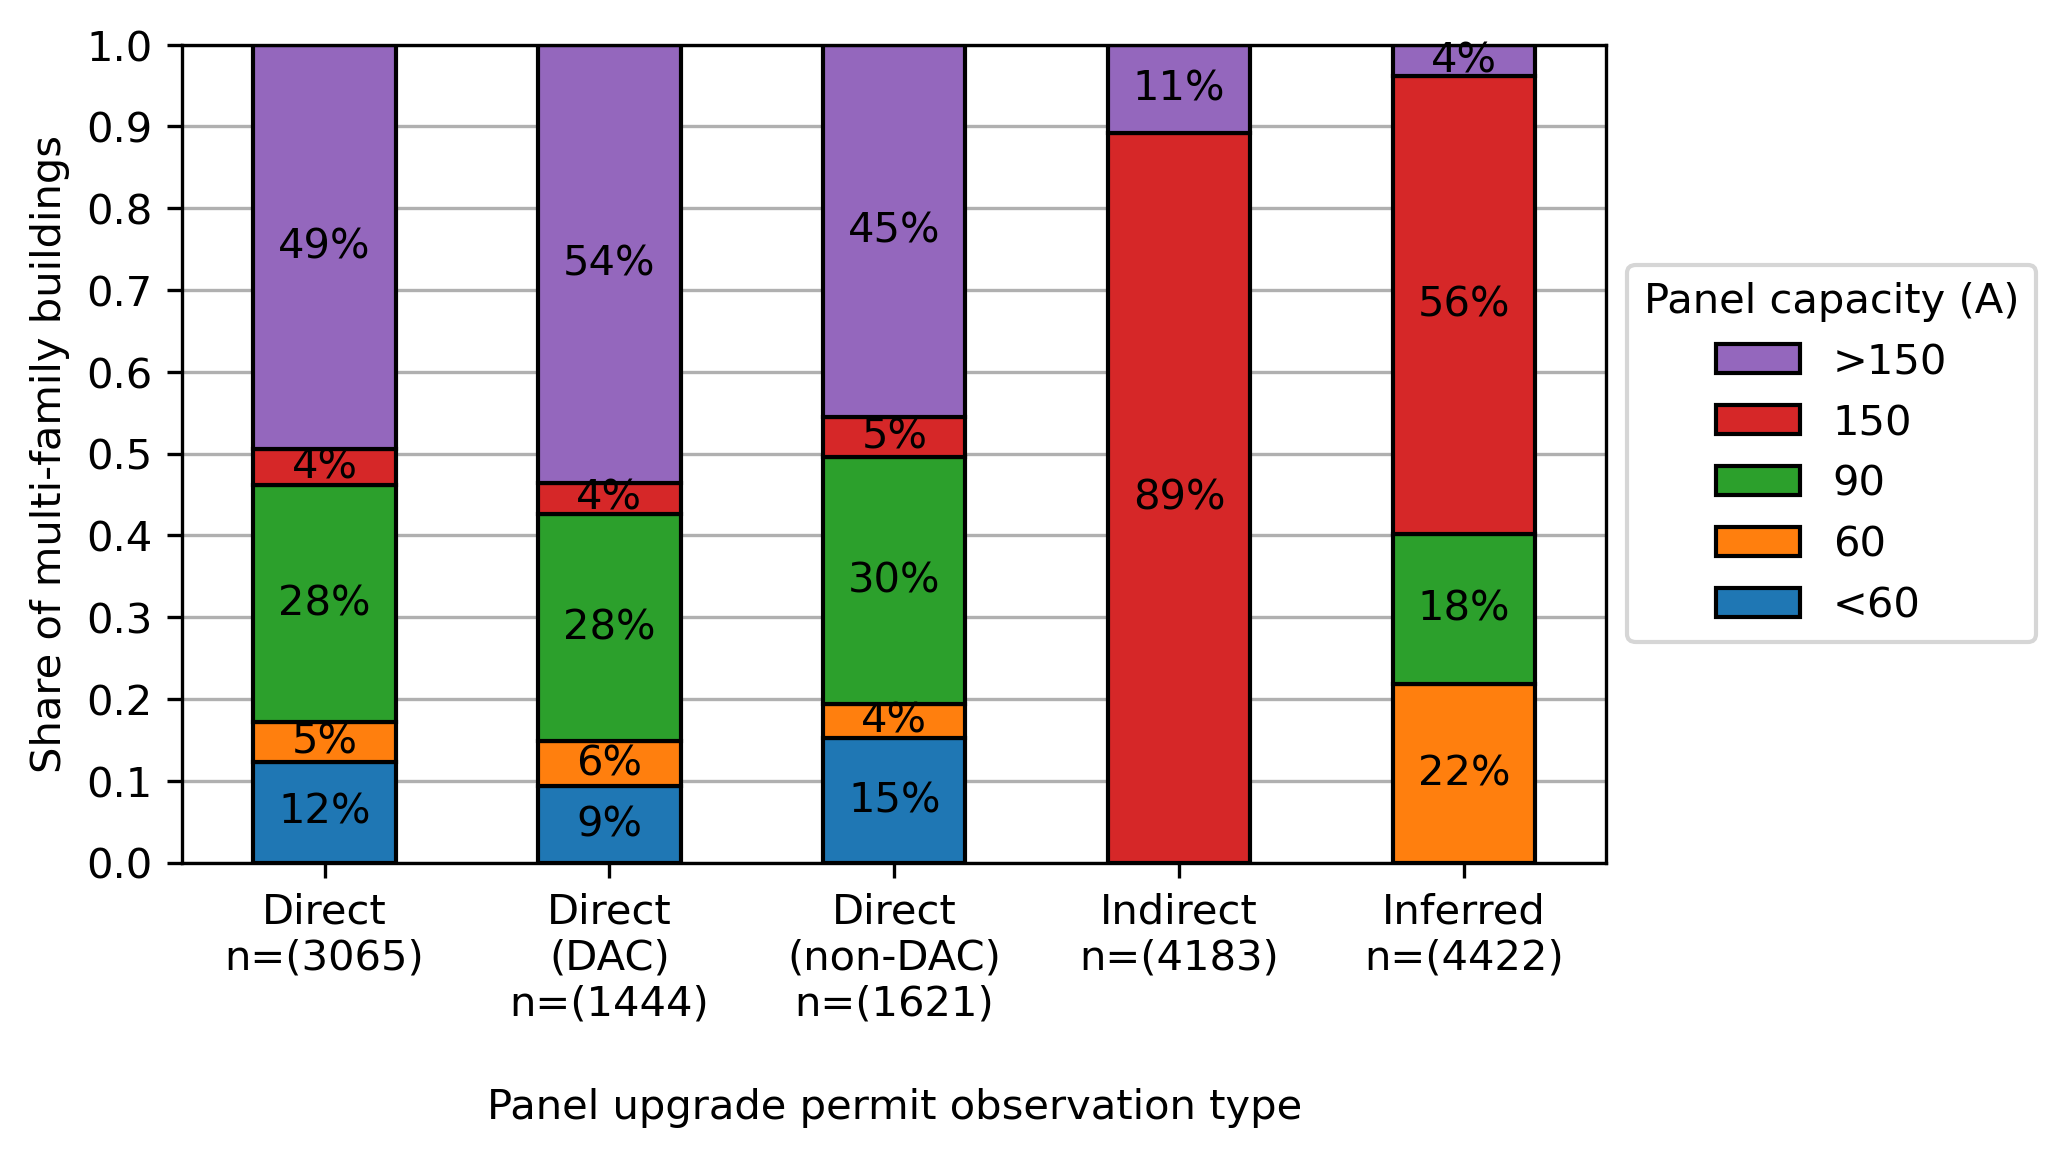 Share of multi-family buildings
1.0
0.9
0.8
0.7
0.6
0.5
0.4
0.3
0.2
0.1
0.0
49%
4%
28%
5%
12%
54%
4%
28%
6%
9%
45%
5%
30%
4%
15%
11%
89%
4%
56%
18%
22%
Direct
n=(3065)
Direct
(DAC)
n=(1444)
Direct
(non-DAC)
n=(1621)
Indirect
n=(4183)
Inferred
n=(4422)
Panel upgrade permit observation type
Panel capacity (A)
>150
150
90
60
<60